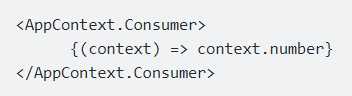 <AppContext.Consumer>
{(context) => context.number}
</AppContext.Consumer>